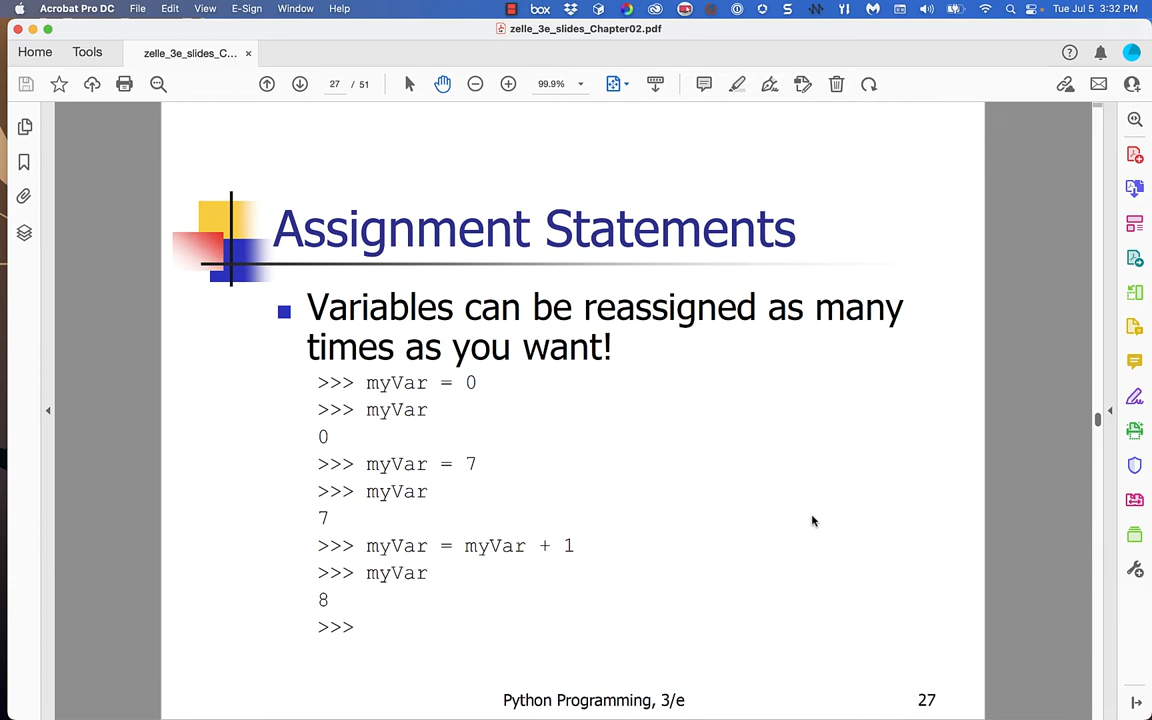 Acrobat Pro DC File Edit View E-Sign Window Help box Tue Jul 5 3:32 PM
zelle_3e_slides_Chapter02.pdf
Home Tools zelle_3e_slides_C... ×
27 / 51 99.9%
Assignment Statements
Variables can be reassigned as many
times as you want!
>>> myVar = 0
>>> myVar
0
>>> myVar = 7
>>> myVar
7
>>> myVar = myVar + 1
>>> myVar
8
>>>
Python Programming, 3/e 27